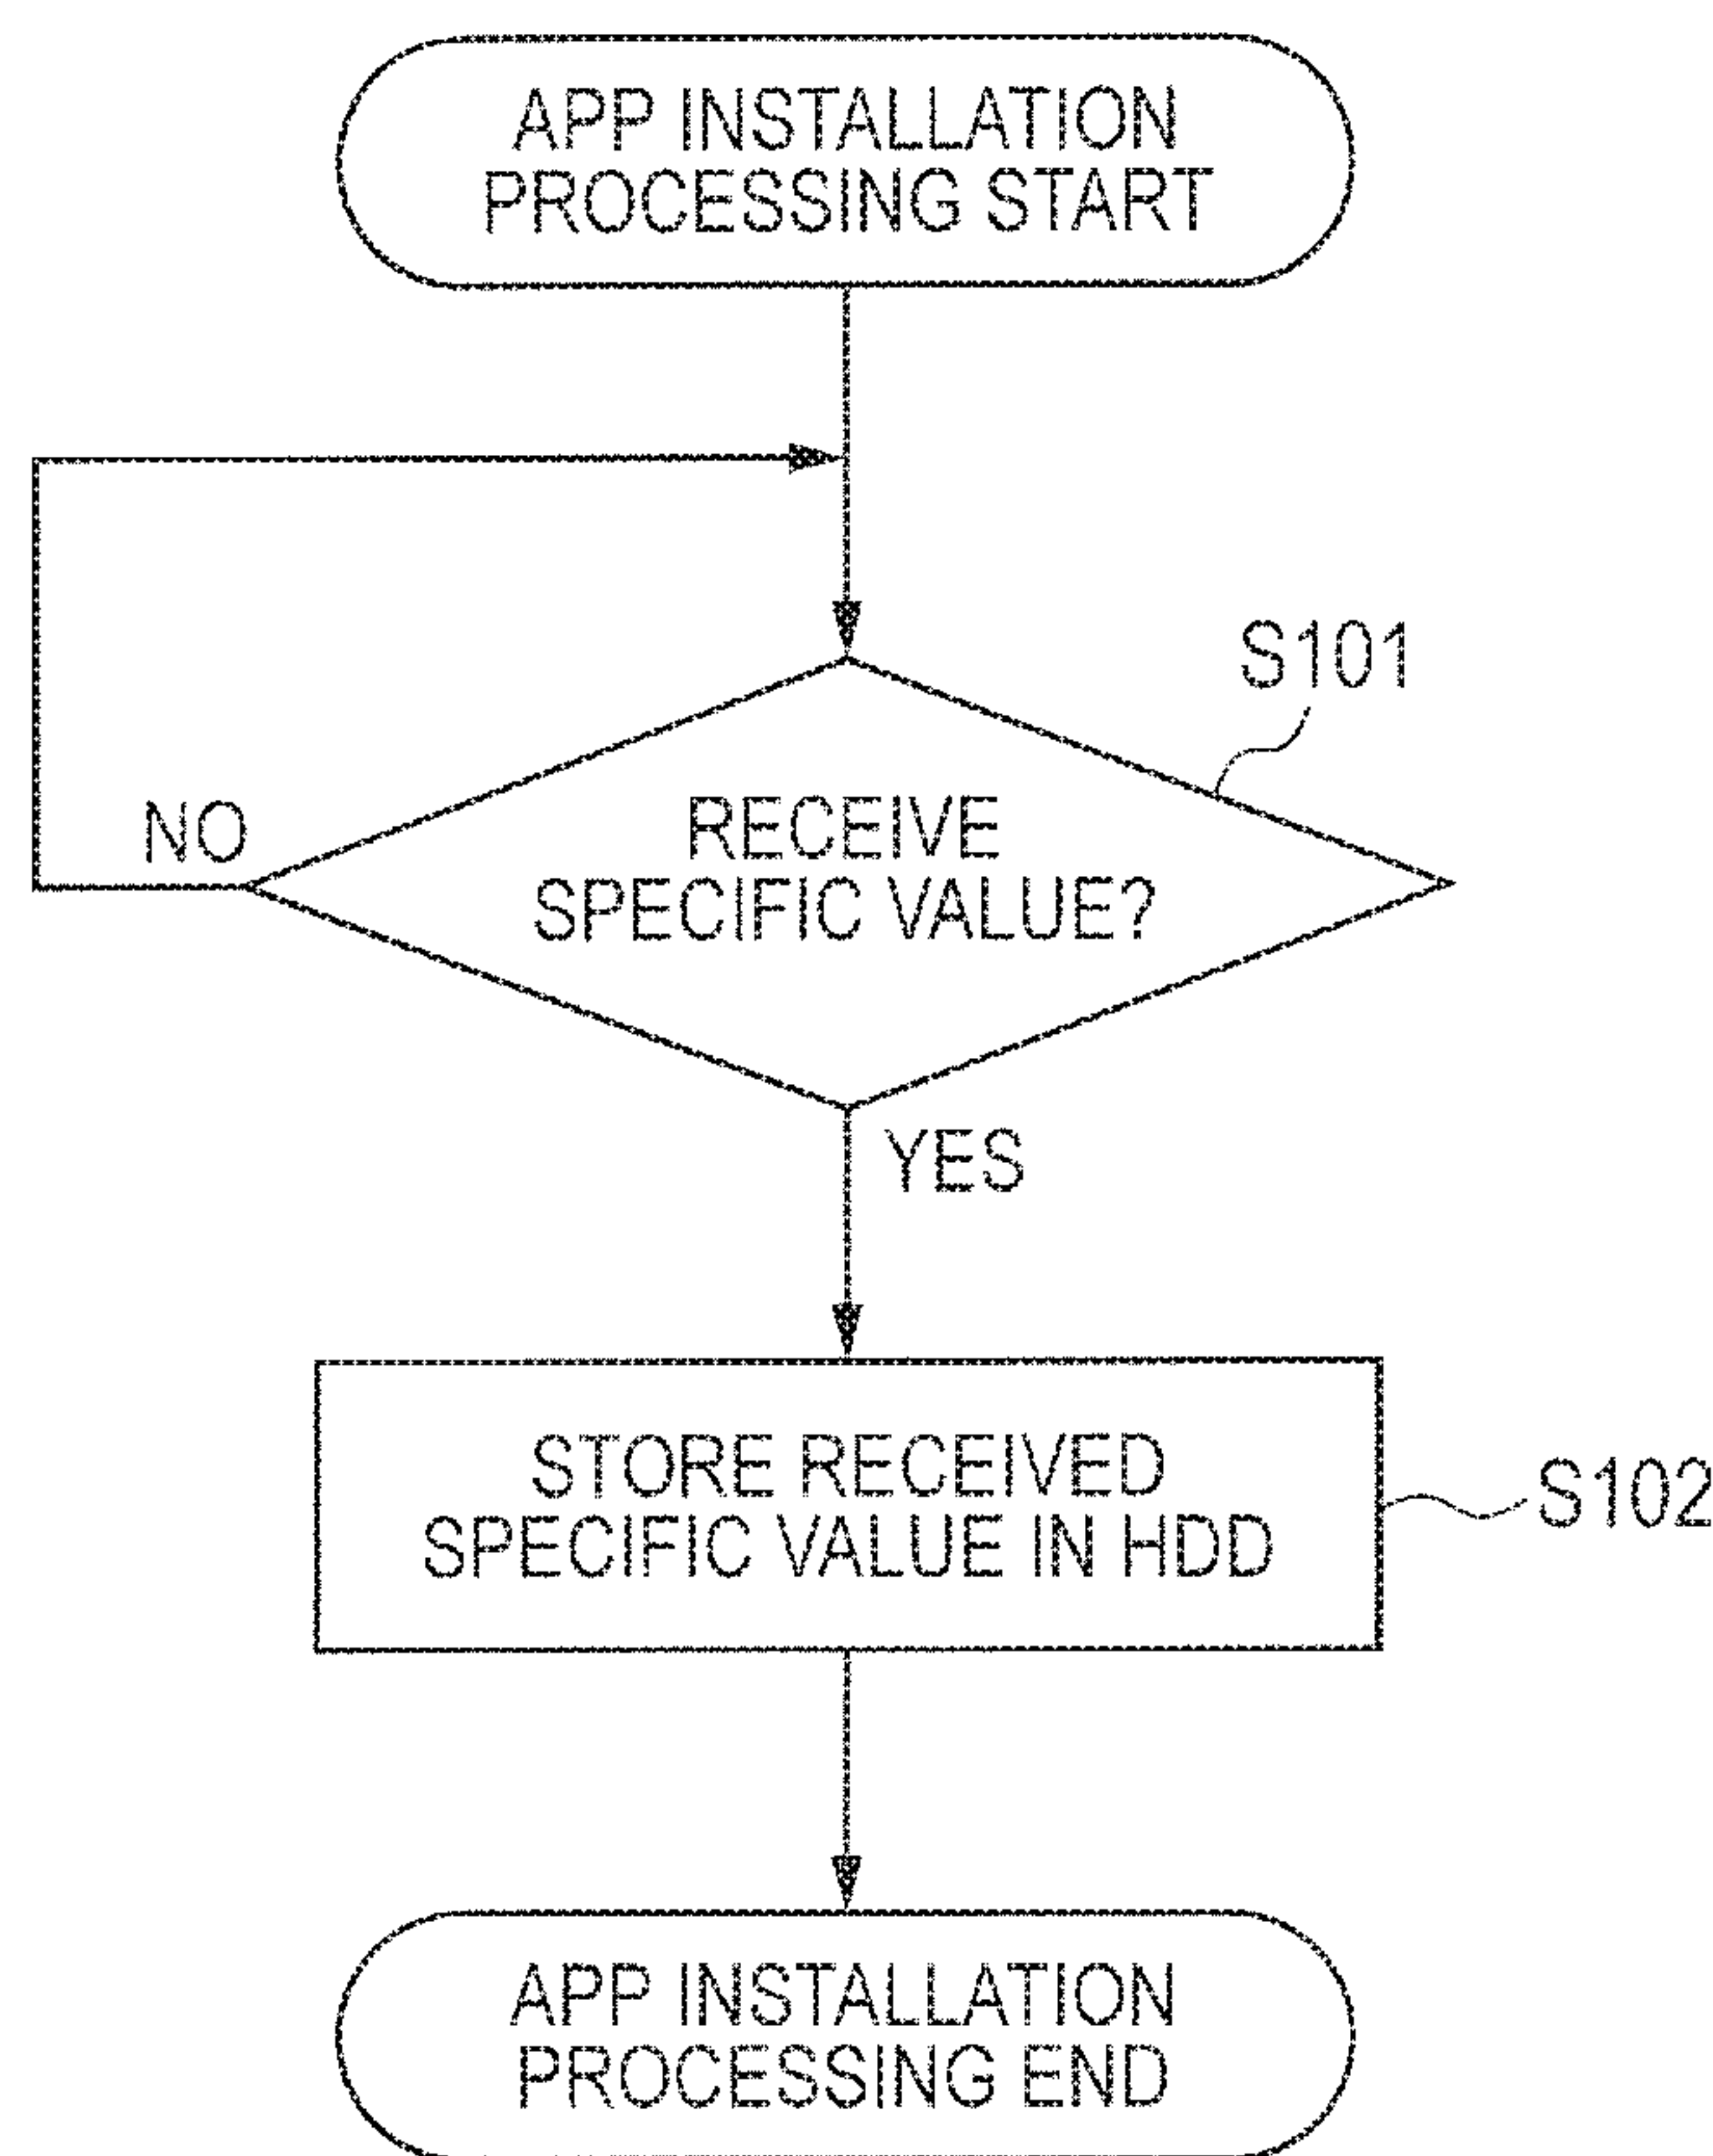 APP INSTALLATION
PROCESSING START
S101
NO
RECEIVE
SPECIFIC VALUE?
YES
STORE RECEIVED
SPECIFIC VALUE IN HDD
S102
APP INSTALLATION
PROCESSING END